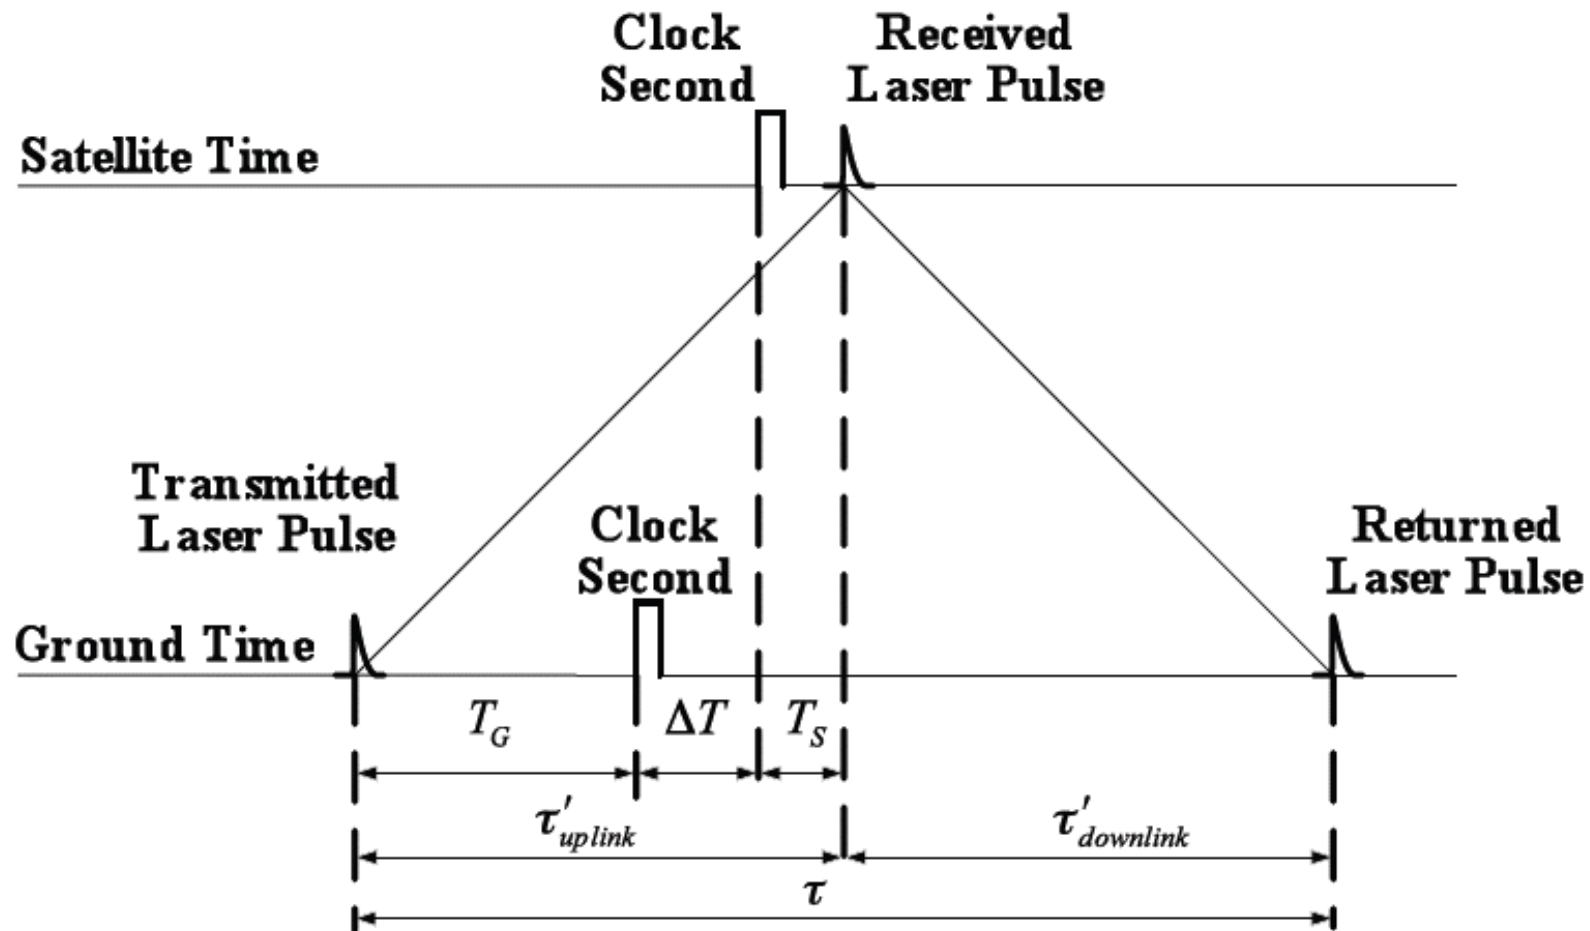 Clock
Second
Received
Laser Pulse
Satellite Time
Transmitted
Laser Pulse
Clock
Second
Returned
Laser Pulse
Ground Time
T_G
ΔT
T_S
τ′_uplink
τ′_downlink
τ